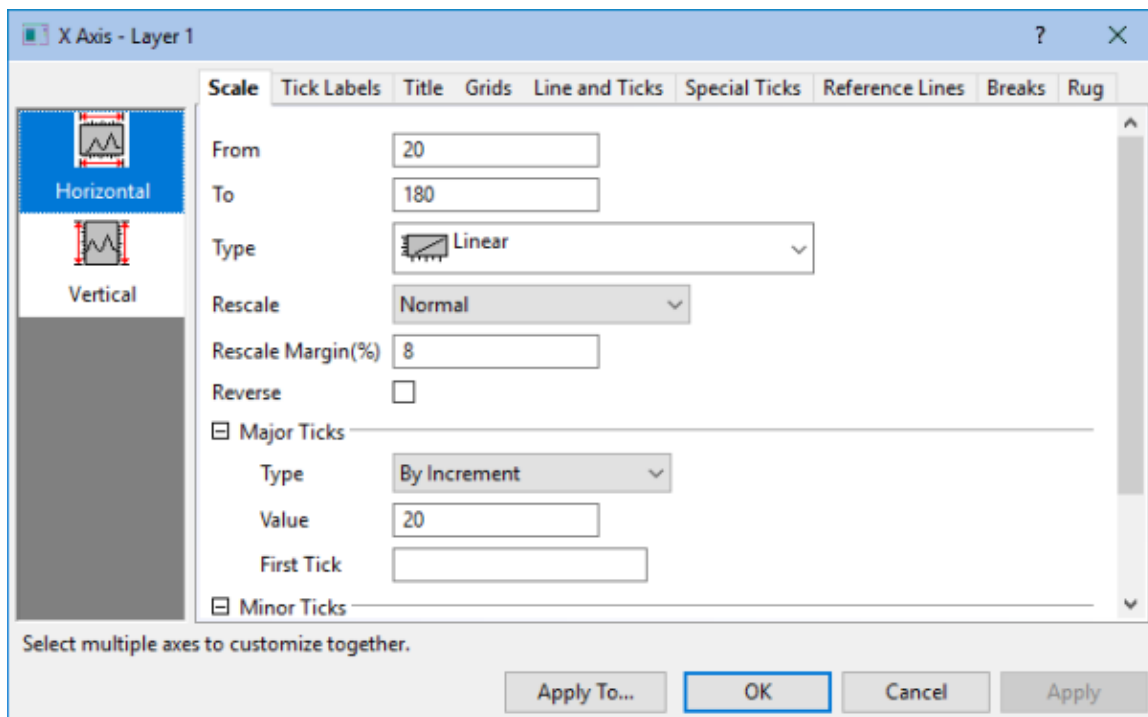 X Axis - Layer 1
?
Scale Tick Labels Title Grids Line and Ticks Special Ticks Reference Lines Breaks Rug
Horizontal
Vertical
From 20
To 180
Type Linear
Rescale Normal
Rescale Margin(%) 8
Reverse
Major Ticks
Type By Increment
Value 20
First Tick
Minor Ticks
Select multiple axes to customize together.
Apply To... OK Cancel Apply